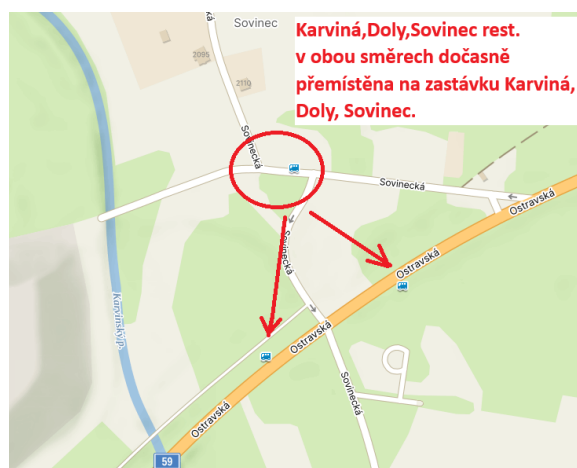 Sovinec
Karviná,Doly,Sovinec rest.
v obou směrech dočasně
přemístěna na zastávku Karviná,
Doly, Sovinec.
2095
2110
Sovinecká
Sovinecká
Ostravská
Sovinecká
Ostravská
Karvinský p.
Ostravská
Sovinecká
Ostravská
59